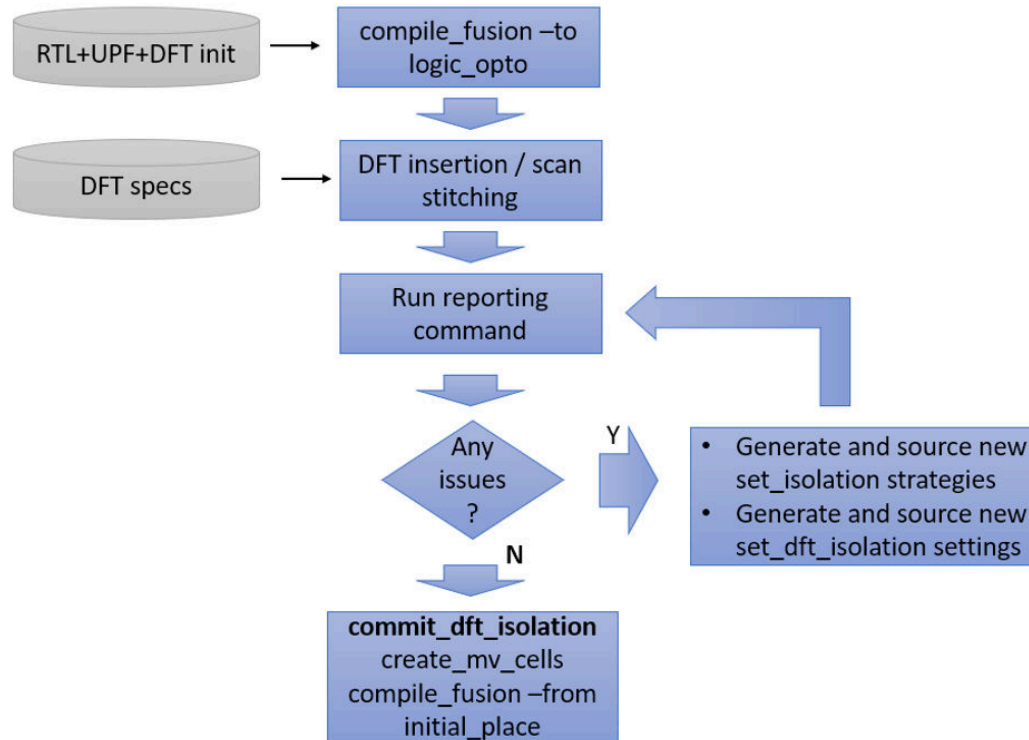 RTL+UPF+DFT init
compile_fusion –to
logic_opto
DFT specs
DFT insertion / scan
stitching
Run reporting
command
Any
issues
?
Y
• Generate and source new
set_isolation strategies
• Generate and source new
set_dft_isolation settings
N
commit_dft_isolation
create_mv_cells
compile_fusion –from
initial_place